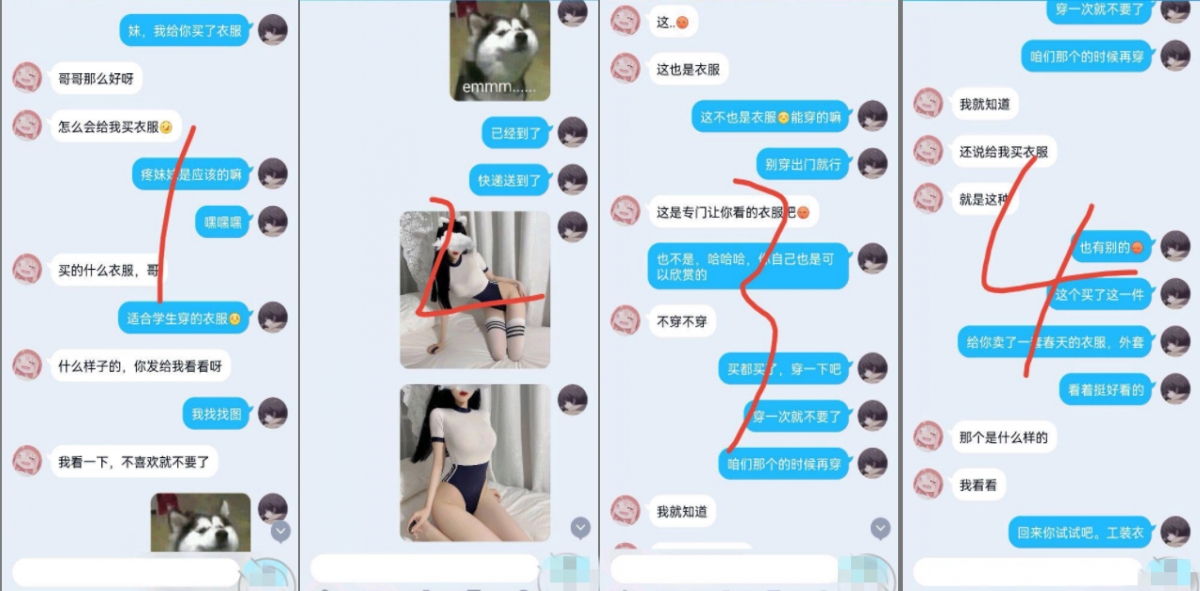 妹，我给你买了衣服
哥哥那么好呀
怎么会给我买衣服
疼妹妹是应该的嘛
嘿嘿嘿
买的什么衣服，哥
适合学生穿的衣服
什么样子的，你发给我看看呀
我找找图
我看一下，不喜欢就不要了
emmm......
已经到了
快递送到了
这..
这也是衣服
这不也是衣服能穿的嘛
别穿出门就行
这是专门让你看的衣服吧
也不是，哈哈哈，你自己也是可
以欣赏的
不穿不穿
买都买了，穿一下吧
穿一次就不要了
咱们那个的时候再穿
我就知道
穿一次就不要了
咱们那个的时候再穿
我就知道
还说给我买衣服
就是这种
也有别的
这个买了这一件
给你卖了一套春天的衣服，外套
看着挺好看的
那个是什么样的
我看看
回来你试试吧。工装衣